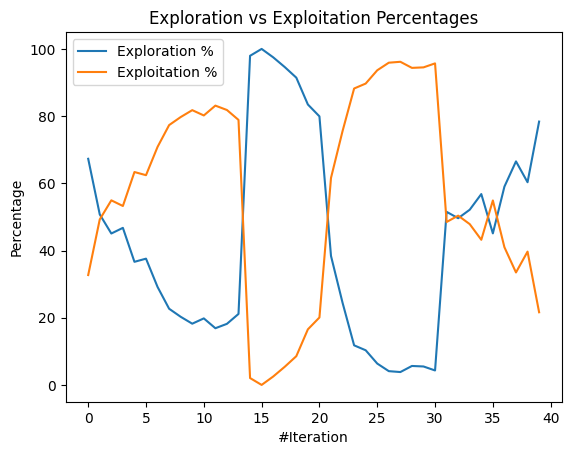 Exploration vs Exploitation Percentages
Exploration %
Exploitation %
Percentage
100
80
60
40
20
0
0 5 10 15 20 25 30 35 40
#Iteration